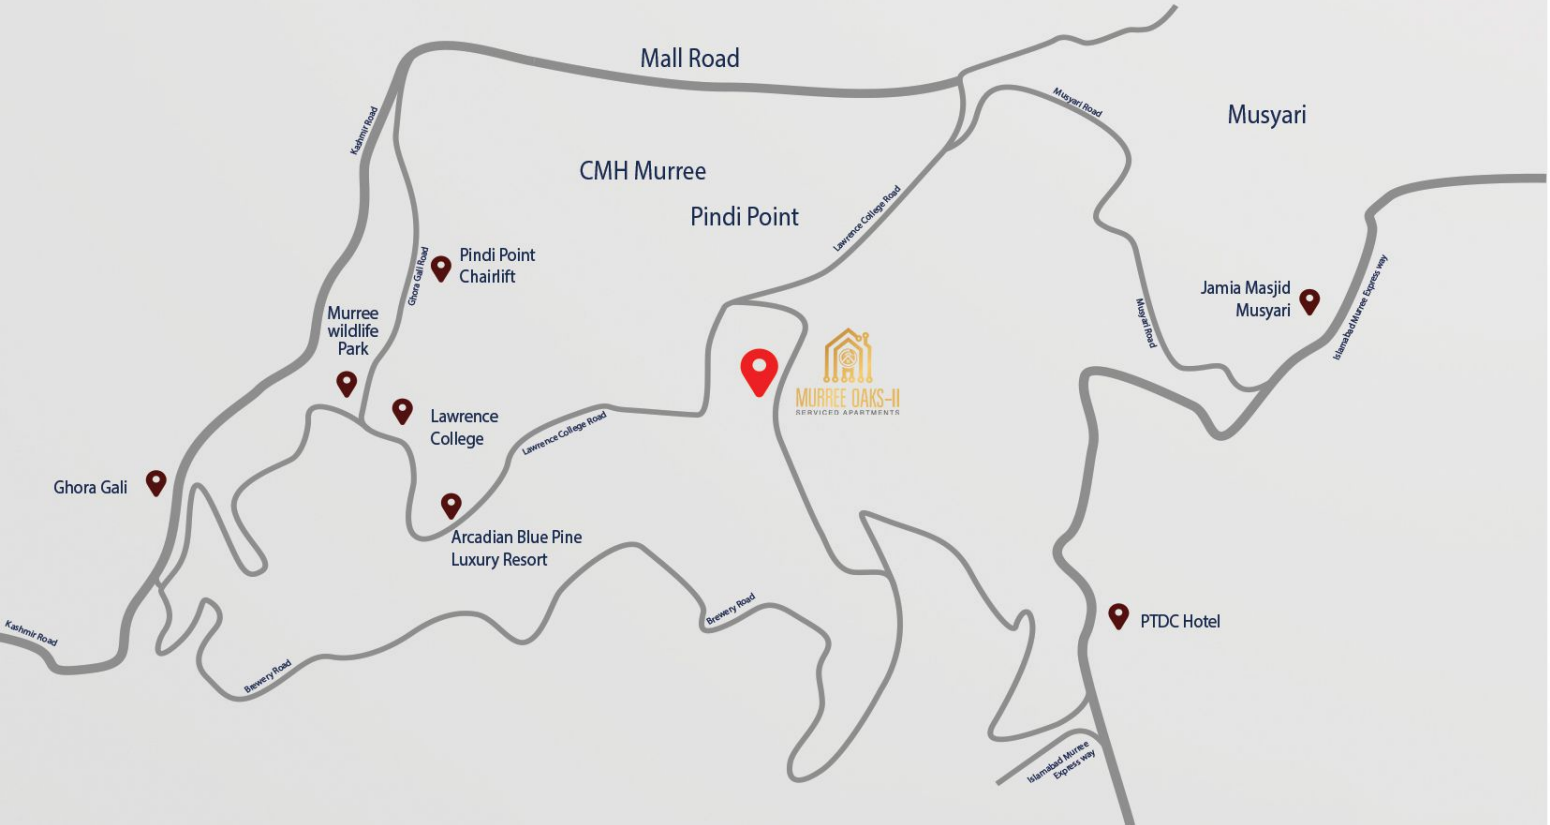 Mall Road
Musyari Road
Kashmir Road
Musyari
CMH Murree
Pindi Point
Lawrence College Road
Pindi Point
Chairlift
Ghora Gali Road
Jamia Masjid
Musyari
Islamabad Murree Express way
Murree
wildlife
Park
Musyari Road
MURREE OAKS-II
SERVICED APARTMENTS
Lawrence
College
Lawrence College Road
Ghora Gali
Arcadian Blue Pine
Luxury Resort
Brewery Road
PTDC Hotel
Kashmir Road
Brewery Road
Islamabad Murree
Express way